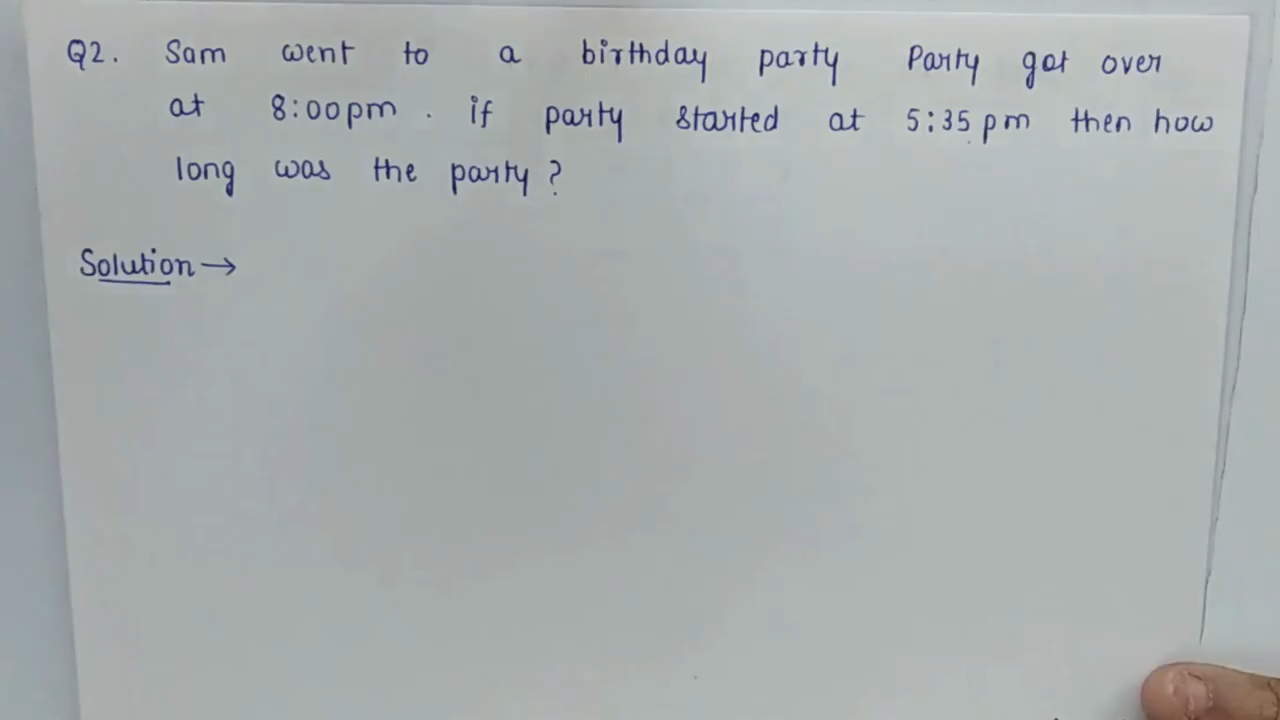 Q2. Sam went to a birthday party Party got over
at 8:00pm . if party started at 5:35 pm then how
long was the party ?
Solution →